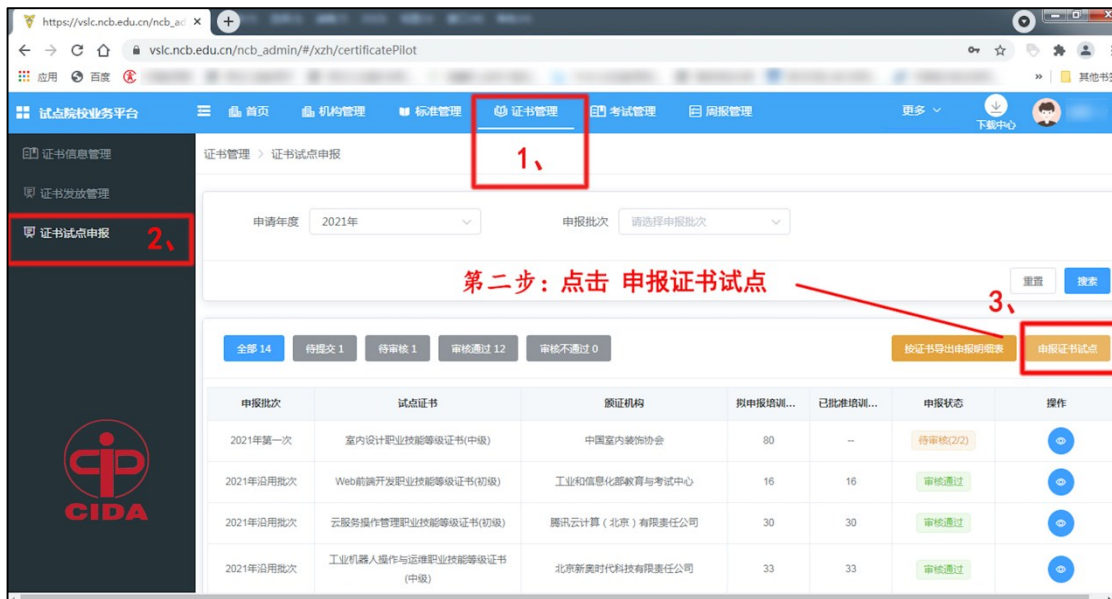 https://vslc.ncb.edu.cn/ncb_ad
vslc.ncb.edu.cn/ncb_admin/#/xzh/certificatePilot
应用 百度
其他书签
试点院校业务平台 首页 机构管理 标准管理 证书管理 考试管理 周报管理 更多 下载中心
证书信息管理
证书发放管理
证书试点申报
2、
证书管理 > 证书试点申报
1、
申请年度 2021年 申报批次 请选择申报批次
重置 搜索
第二步：点击 申报证书试点
3、
全部 14 待提交 1 待审核 1 审核通过 12 审核不通过 0 按证书导出申报明细表 申报证书试点
申报批次 试点证书 颁证机构 拟申报培训... 已批准培训... 申报状态 操作
2021年第一次 室内设计职业技能等级证书(中级) 中国室内装饰协会 80 -- 待审核(2/2)
2021年沿用批次 Web前端开发职业技能等级证书(初级) 工业和信息化部教育与考试中心 16 16 审核通过
2021年沿用批次 云服务操作管理职业技能等级证书(初级) 腾讯云计算（北京）有限责任公司 30 30 审核通过
2021年沿用批次 工业机器人操作与运维职业技能等级证书
(中级) 北京新奥时代科技有限责任公司 33 33 审核通过
CIDA